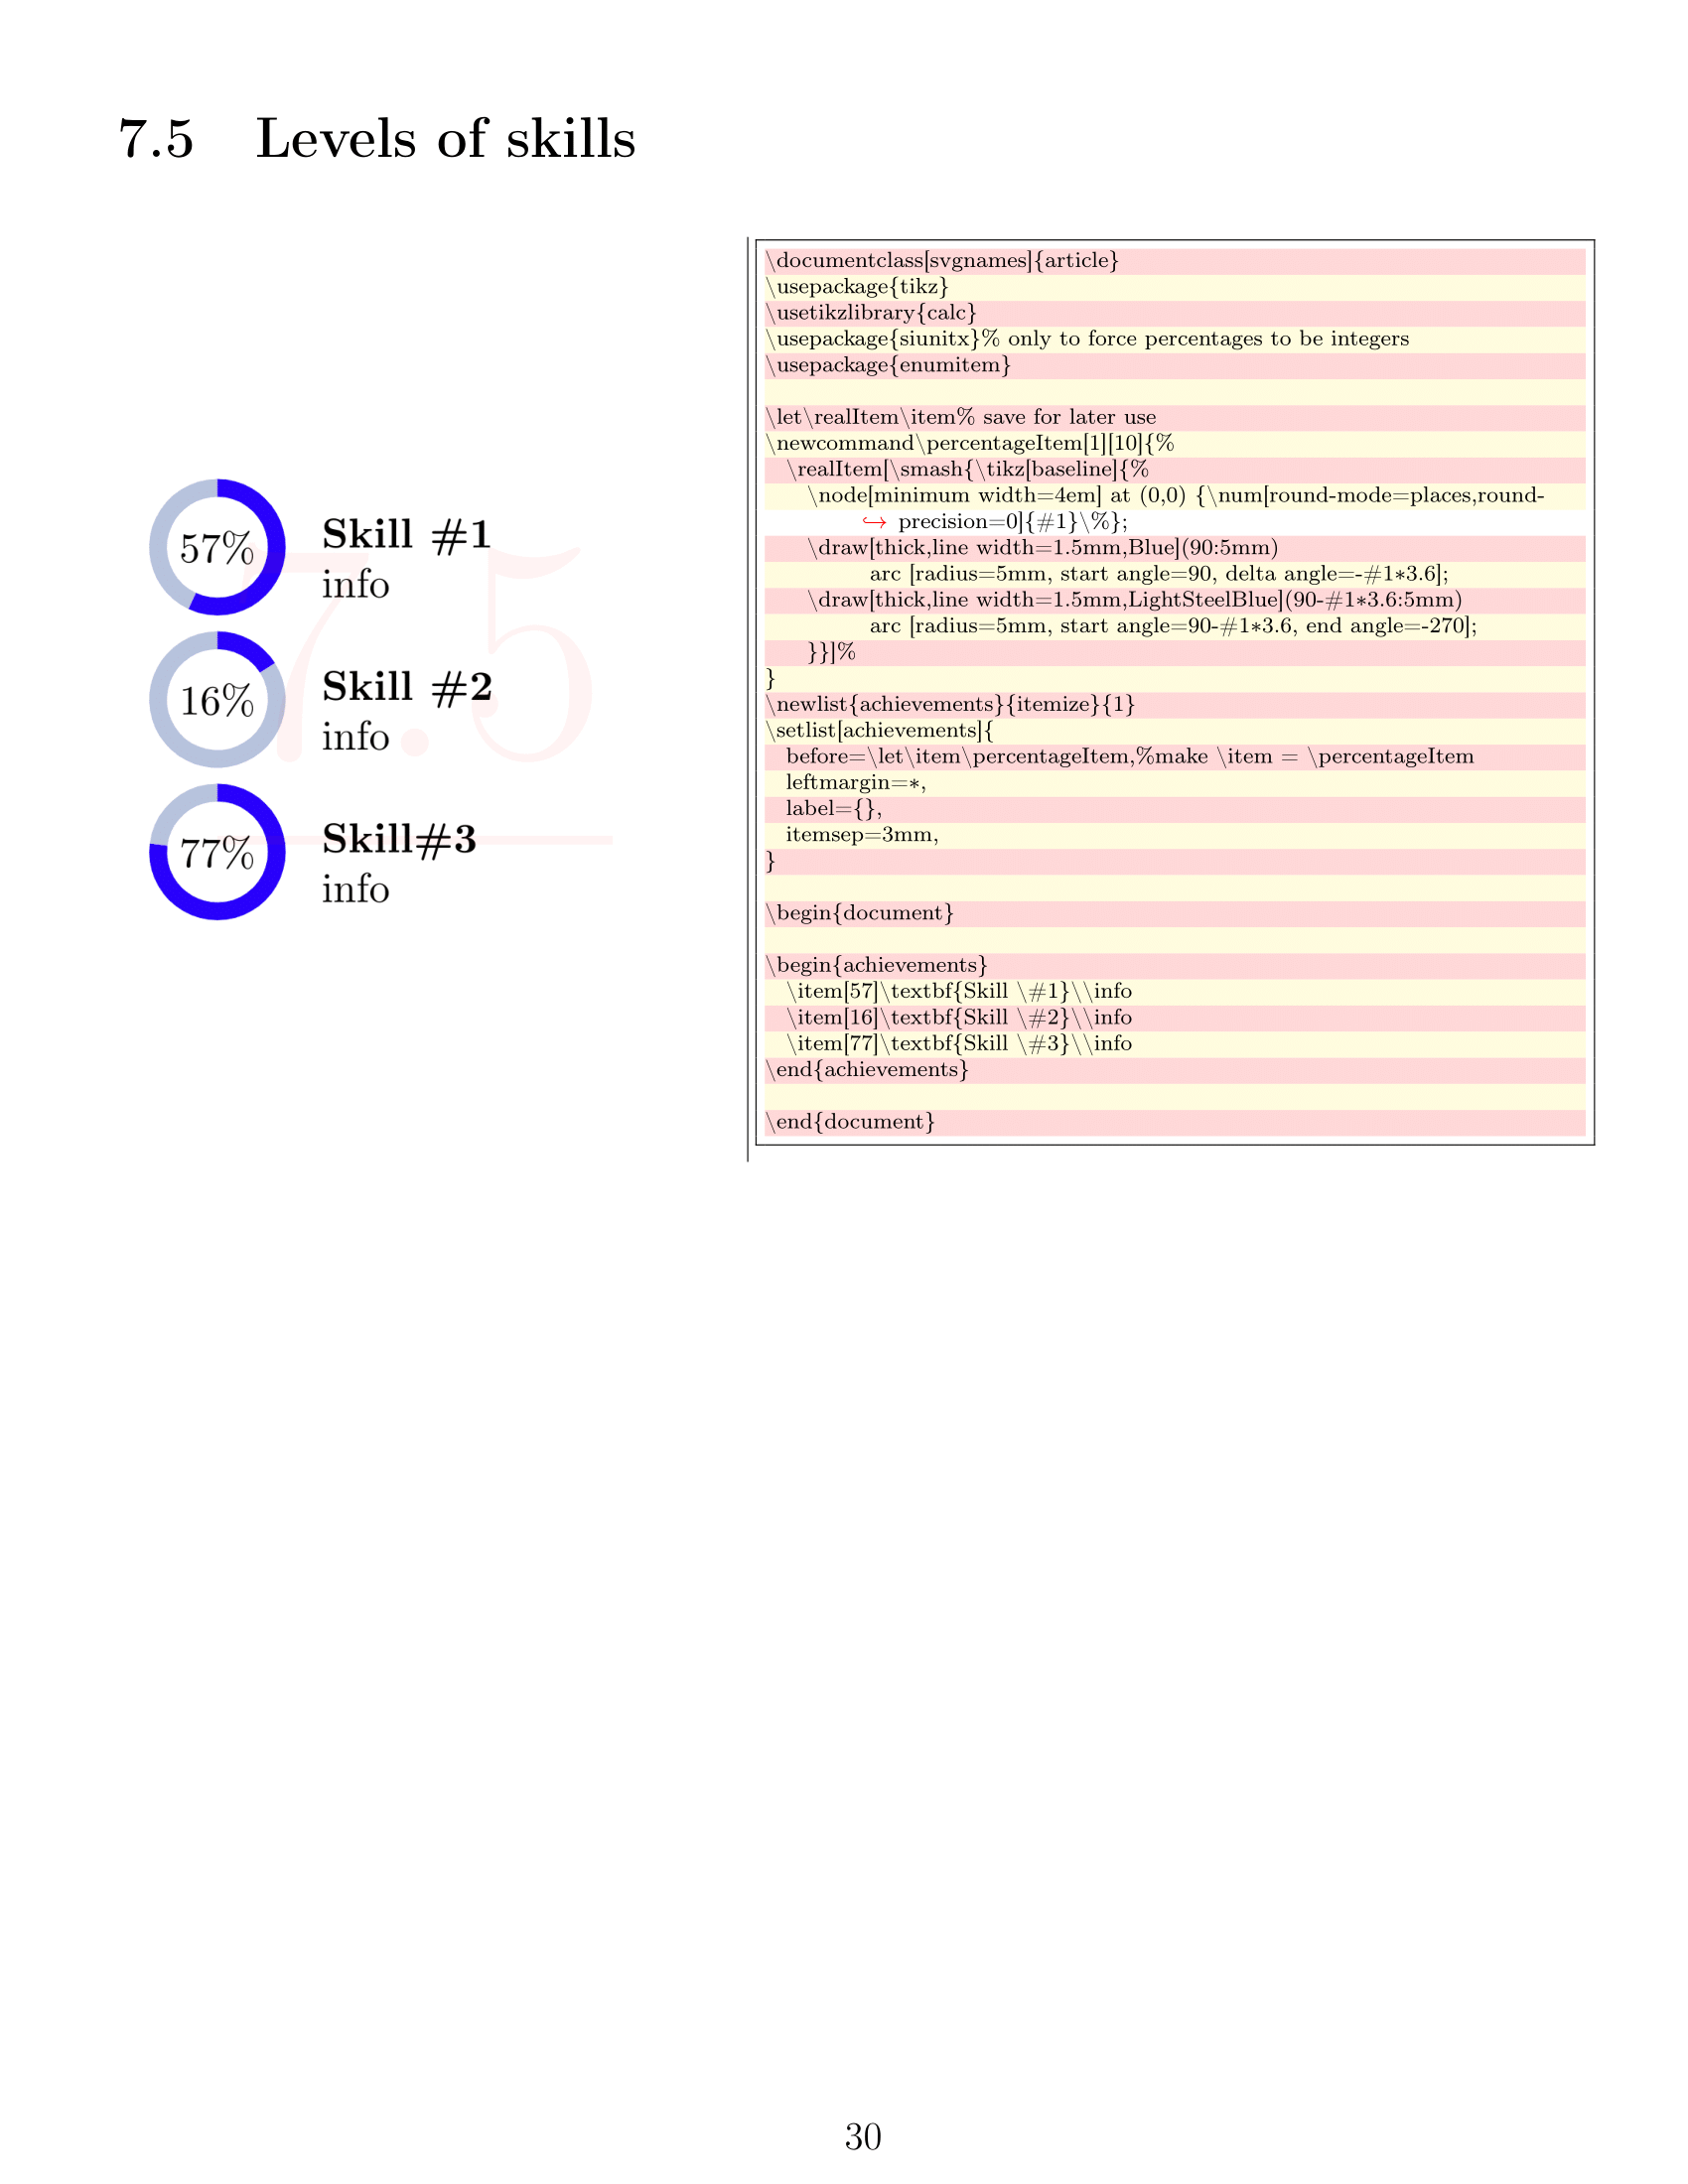 7.5 Levels of skills
57%
Skill #1
info
16%
Skill #2
info
77%
Skill#3
info
7.5
\documentclass[svgnames]{article}
\usepackage{tikz}
\usetikzlibrary{calc}
\usepackage{siunitx}% only to force percentages to be integers
\usepackage{enumitem}
\let\realItem\item% save for later use
\newcommand\percentageItem[1][10]{%
\realItem[\smash{\tikz[baseline]{%
\node[minimum width=4em] at (0,0) {\num[round-mode=places,round-
↪ precision=0]{#1}\%};
\draw[thick,line width=1.5mm,Blue](90:5mm)
arc [radius=5mm, start angle=90, delta angle=-#1*3.6];
\draw[thick,line width=1.5mm,LightSteelBlue](90-#1*3.6:5mm)
arc [radius=5mm, start angle=90-#1*3.6, end angle=-270];
}}]%
}
\newlist{achievements}{itemize}{1}
\setlist[achievements]{
before=\let\item\percentageItem,%make \item = \percentageItem
leftmargin=*,
label={},
itemsep=3mm,
}
\begin{document}
\begin{achievements}
\item[57]\textbf{Skill \#1}\\info
\item[16]\textbf{Skill \#2}\\info
\item[77]\textbf{Skill \#3}\\info
\end{achievements}
\end{document}
30